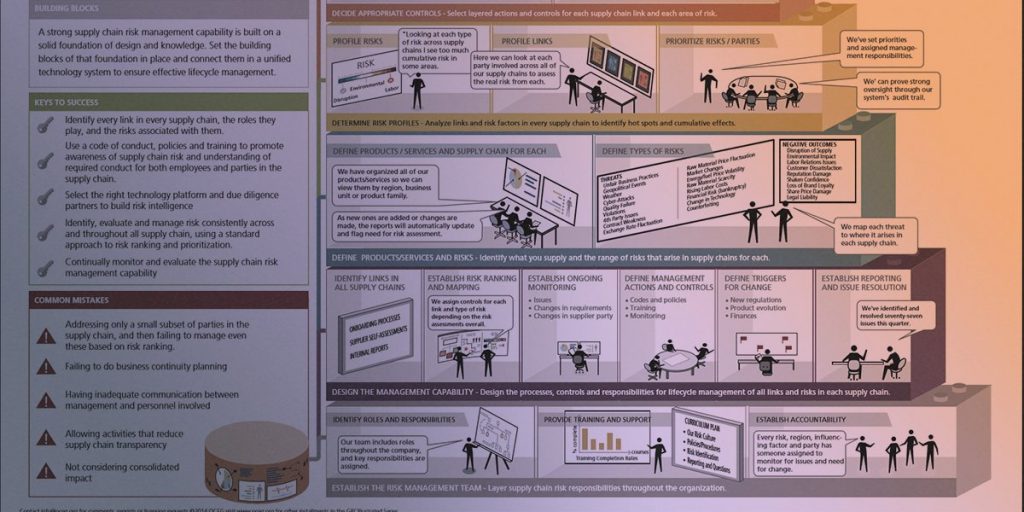 BUILDING BLOCKS
A strong supply chain risk management capability is built on a
solid foundation of design and knowledge. Set the building
blocks of that foundation in place and connect them in a unified
technology system to ensure effective lifecycle management.
KEYS TO SUCCESS
Identify every link in every supply chain, the roles they
play, and the risks associated with them.
Use a code of conduct, policies and training to promote
awareness of supply chain risk and understanding of
required conduct for both employees and parties in the
supply chain.
Select the right technology platform and due diligence
partners to build risk intelligence
Identify, evaluate and manage risk consistently across
and throughout all supply chain, using a standard
approach to risk ranking and prioritization.
Continually monitor and evaluate the supply chain risk
management capability
COMMON MISTAKES
Addressing only a small subset of parties in the
supply chain, and then failing to manage even
these based on risk ranking.
Failing to do business continuity planning
Having inadequate communication between
management and personnel involved
Allowing activities that reduce
supply chain transparency
Not considering consolidated
impact
DECIDE APPROPRIATE CONTROLS - Select layered actions and controls for each supply chain link and each area of risk.
PROFILE RISKS
RISK
Environmental
Labor
Disruption
"Looking at each type
of risk across supply
chains I see too much
cumulative risk in
some areas.
PROFILE LINKS
Here we can look at each
party involved across all of
our supply chains to assess
the real risk from each.
PRIORITIZE RISKS / PARTIES
We've set priorities
and assigned manage-
ment responsibilities.
We' can prove strong
oversight through our
system's audit trail.
DETERMINE RISK PROFILES - Analyze links and risk factors in every supply chain to identify hot spots and cumulative effects.
DEFINE PRODUCTS / SERVICES AND SUPPLY CHAIN FOR EACH
We have organized all of our
products/services so we can
view them by region, business
unit or product family.
As new ones are added or changes are
made, the reports will automatically update
and flag need for risk assessment.
DEFINE TYPES OF RISKS
THREATS
Unfair Business Practices
Geopolitical Events
Weather
Cyber-Attacks
Quality Failure
Violations
4th Party Issues
Contract Weakness
Exchange Rate Fluctuation
Raw Material Price Fluctuation
Market Changes
Energy/Fuel Price Volatility
Raw Material Scarcity
Rising Labor Costs
Financial Risk (bankruptcy)
Change in Technology
Counterfeiting
NEGATIVE OUTCOMES
Disruption of Supply
Environmental Impact
Labor Relations Issues
Customer Dissatisfaction
Reputation Damage
Shaken Confidence
Loss of Brand Loyalty
Share Price Damage
Legal Liability
We map each threat
to where it arises in
each supply chain.
DEFINE PRODUCTS/SERVICES AND RISKS - Identify what you supply and the range of risks that arise in supply chains for each.
IDENTIFY LINKS IN
ALL SUPPLY CHAINS
ONBOARDING PROCESSES
SUPPLIER SELF-ASSESSMENTS
INTERNAL REPORTS
ESTABLISH RISK RANKING
AND MAPPING
We assign controls for each
link and type of risk
depending on the risk
assessments overall.
ESTABLISH ONGOING
MONITORING
• Issues
• Changes in requirements
• Changes in supplier party
DEFINE MANAGEMENT
ACTIONS AND CONTROLS
• Codes and policies
• Training
• Monitoring
DEFINE TRIGGERS
FOR CHANGE
• New regulations
• Product evolution
• Finances
ESTABLISH REPORTING
AND ISSUE RESOLUTION
We've identified and
resolved seventy-seven
issues this quarter.
DESIGN THE MANAGEMENT CAPABILITY - Design the processes, controls and responsibilities for lifecycle management of all links and risks in each supply chain.
IDENTIFY ROLES AND RESPONSIBILITIES
Our team includes roles
throughout the company,
and key responsibilities are
assigned.
PROVIDE TRAINING AND SUPPORT
% complete
courses
Training Completion Rates
CURRICULUM PLAN
• Our Risk Culture
• Policies/Procedures
• Risk Identification
• Reporting and Questions
ESTABLISH ACCOUNTABILITY
Every risk, region, influenc-
ing factor and party has
someone assigned to
monitor for issues and need
for change.
ESTABLISH THE RISK MANAGEMENT TEAM - Layer supply chain risk responsibilities throughout the organization.